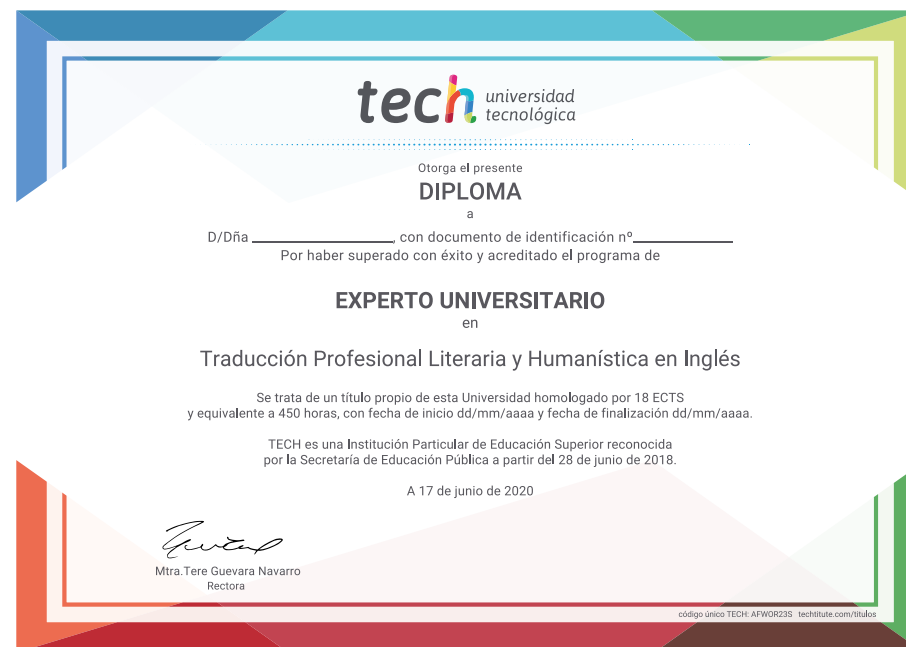 tech universidad
tecnológica
Otorga el presente
DIPLOMA
a
D/Dña ____________________, con documento de identificación nº______________
Por haber superado con éxito y acreditado el programa de
EXPERTO UNIVERSITARIO
en
Traducción Profesional Literaria y Humanística en Inglés
Se trata de un título propio de esta Universidad homologado por 18 ECTS
y equivalente a 450 horas, con fecha de inicio dd/mm/aaaa y fecha de finalización dd/mm/aaaa.
TECH es una Institución Particular de Educación Superior reconocida
por la Secretaría de Educación Pública a partir del 28 de junio de 2018.
A 17 de junio de 2020
Mtra.Tere Guevara Navarro
Rectora
código único TECH: AFWOR23S techtitute.com/titulos